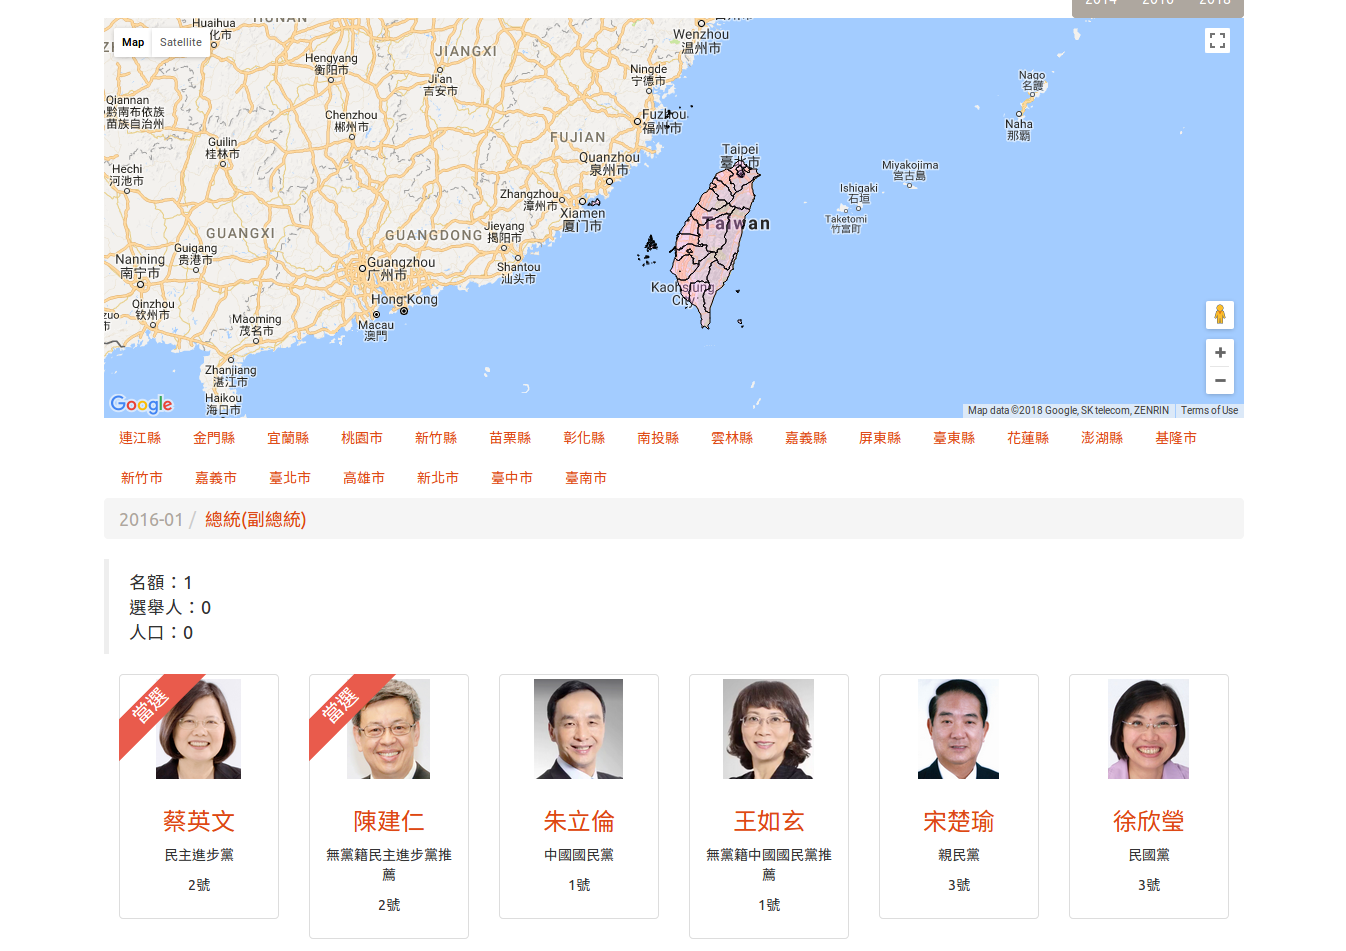 2014 2016 2018
Map Satellite
Huaihua
怀化市
HUNAN
Wenzhou
温州市
JIANGXI
Hengyang
衡阳市
Ji'an
吉安市
Ningde
宁德市
Nago
名護
Qiannan
黔南布依族
苗族自治州
Chenzhou
郴州市
Fuzhou
福州市
Naha
那覇
Guilin
桂林市
FUJIAN
Taipei
臺北市
Quanzhou
泉州市
Hechi
河池市
Miyakojima
宮古島
Zhangzhou
漳州市
Ishigaki
石垣
Xiamen
厦门市
Taketomi
竹富町
Taiwan
GUANGXI
GUANGDONG
Jieyang
揭阳市
Guigang
贵港市
Nanning
南宁市
Guangzhou
广州市
Shantou
汕头市
Kaohsiung
City
Qinzhou
钦州市
Hong Kong
Maoming
茂名市
Macau
澳門
Zhanjiang
湛江市
Haikou
海口市
Google
Map data ©2018 Google, SK telecom, ZENRIN Terms of Use
連江縣 金門縣 宜蘭縣 桃園市 新竹縣 苗栗縣 彰化縣 南投縣 雲林縣 嘉義縣 屏東縣 臺東縣 花蓮縣 澎湖縣 基隆市
新竹市 嘉義市 臺北市 高雄市 新北市 臺中市 臺南市
2016-01 / 總統(副總統)
名額：1
選舉人：0
人口：0
當選
蔡英文
民主進步黨
2號
當選
陳建仁
無黨籍民主進步黨推
薦
2號
朱立倫
中國國民黨
1號
王如玄
無黨籍中國國民黨推
薦
1號
宋楚瑜
親民黨
3號
徐欣瑩
民國黨
3號